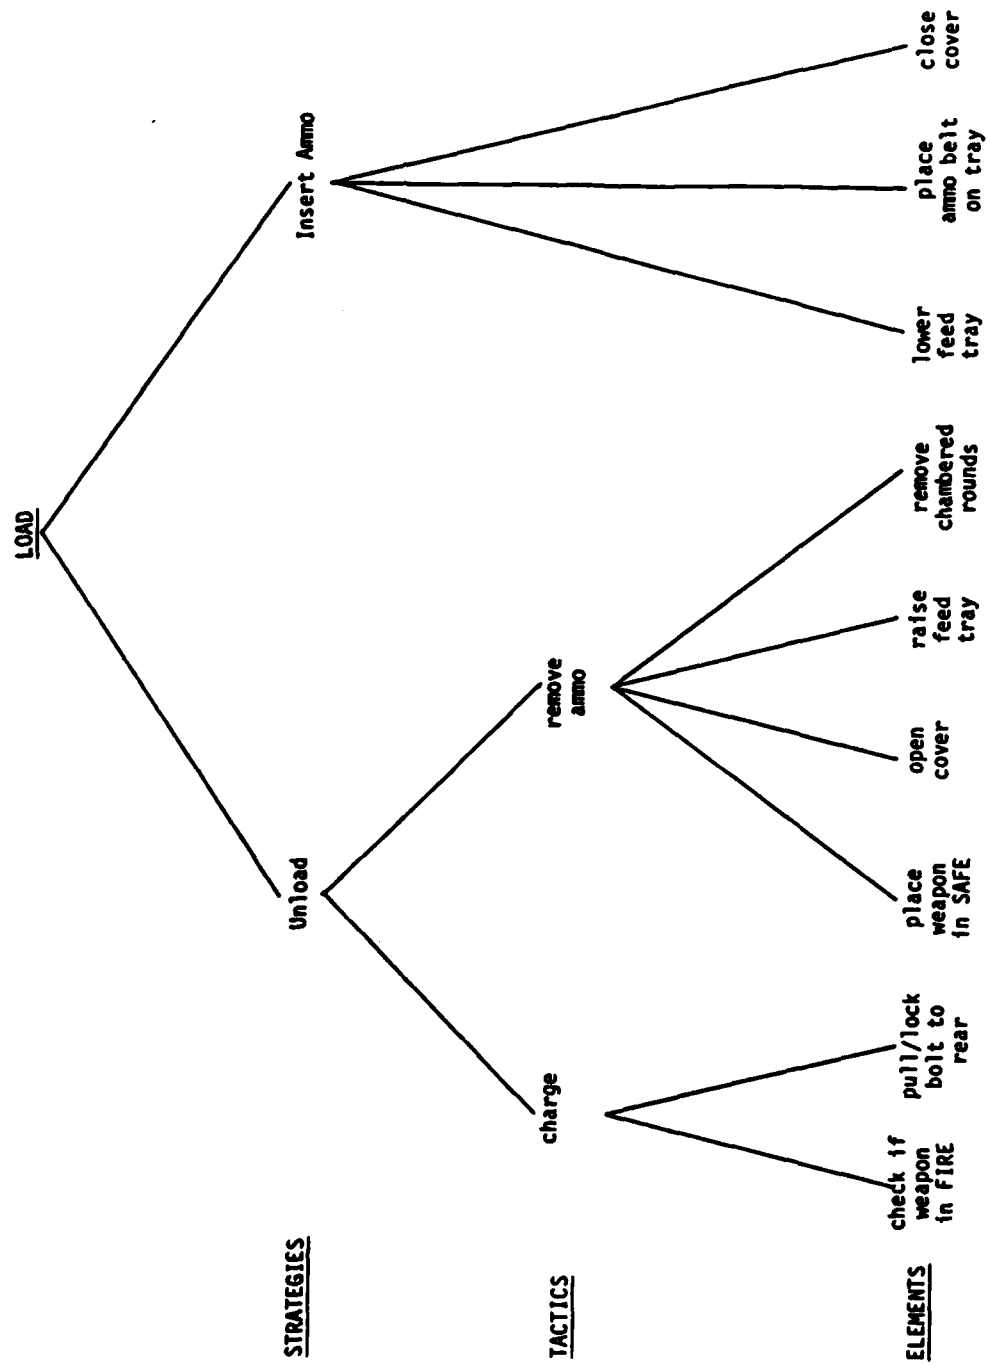 LOAD
STRATEGIES
Unload
Insert Ammo
TACTICS
charge
remove
ammo
ELEMENTS
check if
weapon
in FIRE
pull/lock
bolt to
rear
place
weapon
in SAFE
open
cover
raise
feed
tray
remove
chambered
rounds
lower
feed
tray
place
ammo belt
on tray
close
cover